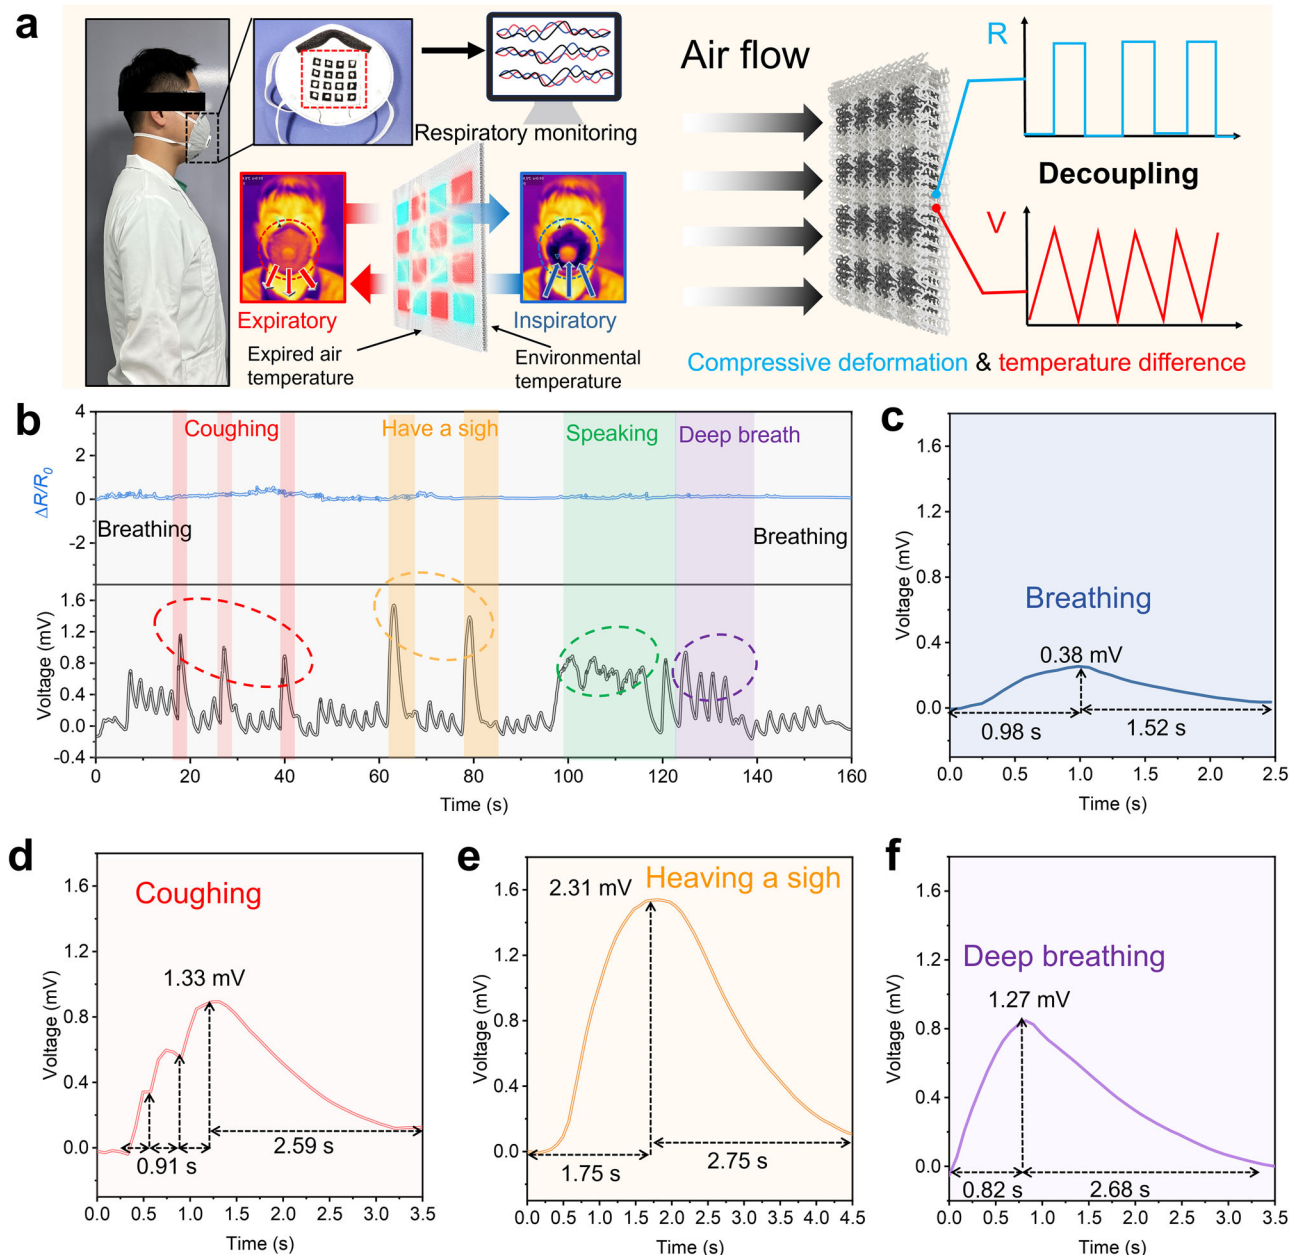 a
Respiratory monitoring
Expiratory
Inspiratory
Expired air
temperature
Environmental
temperature
Air flow
R
Decoupling
V
Compressive deformation & temperature difference
b
4
2
0
-2
ΔR/R0
Coughing
Have a sigh
Speaking
Deep breath
Breathing
Breathing
1.6
1.2
0.8
0.4
0.0
-0.4
Voltage (mV)
0 20 40 60 80 100 120 140 160
Time (s)
c
1.6
1.2
0.8
0.4
0.0
Voltage (mV)
Breathing
0.38 mV
0.98 s
1.52 s
0.0 0.5 1.0 1.5 2.0 2.5
Time (s)
d
1.6
1.2
0.8
0.4
0.0
Voltage (mV)
Coughing
1.33 mV
0.91 s
2.59 s
0.0 0.5 1.0 1.5 2.0 2.5 3.0 3.5
Time (s)
e
1.6
1.2
0.8
0.4
0.0
Voltage (mV)
Heaving a sigh
2.31 mV
1.75 s
2.75 s
0.0 0.5 1.0 1.5 2.0 2.5 3.0 3.5 4.0 4.5
Time (s)
f
1.6
1.2
0.8
0.4
0.0
Voltage (mV)
Deep breathing
1.27 mV
0.82 s
2.68 s
0.0 0.5 1.0 1.5 2.0 2.5 3.0 3.5
Time (s)